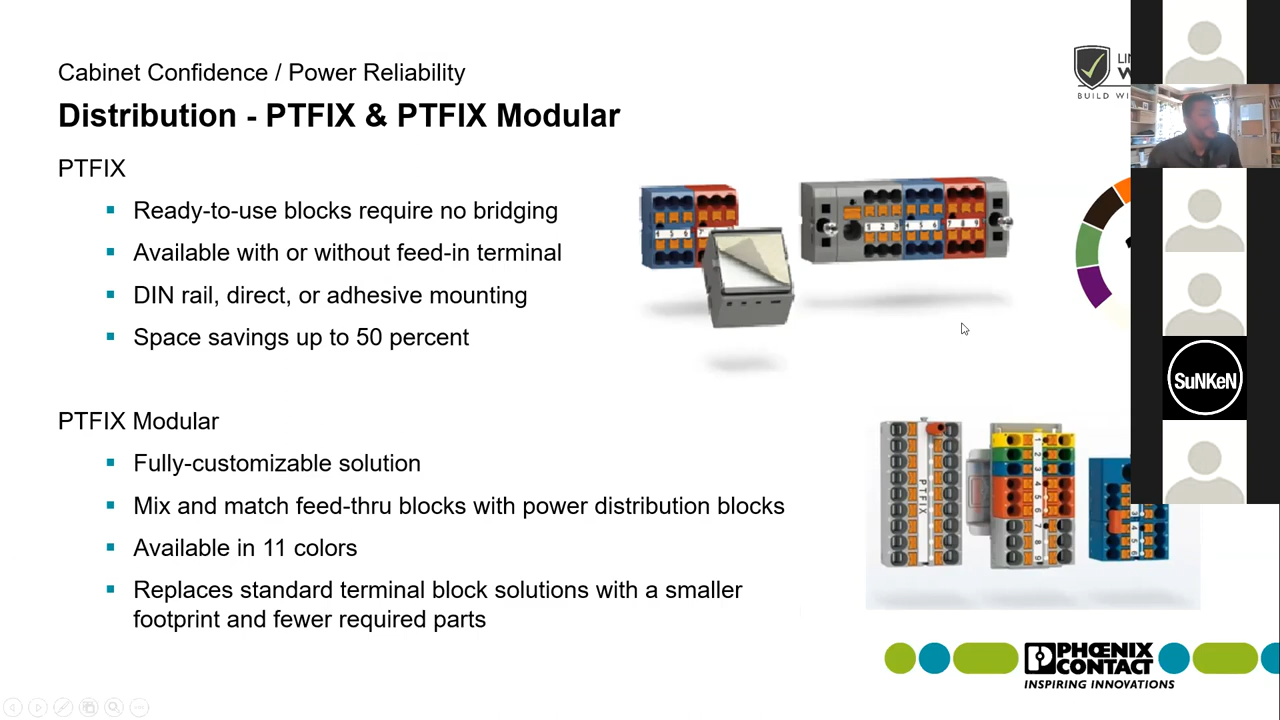 Cabinet Confidence / Power Reliability
Distribution - PTFIX & PTFIX Modular
PTFIX
Ready-to-use blocks require no bridging
Available with or without feed-in terminal
DIN rail, direct, or adhesive mounting
Space savings up to 50 percent
PTFIX Modular
Fully-customizable solution
Mix and match feed-thru blocks with power distribution blocks
Available in 11 colors
Replaces standard terminal block solutions with a smaller
footprint and fewer required parts
BUILD
SuNKeN
PTFIX
PHŒNIX
CONTACT
INSPIRING INNOVATIONS